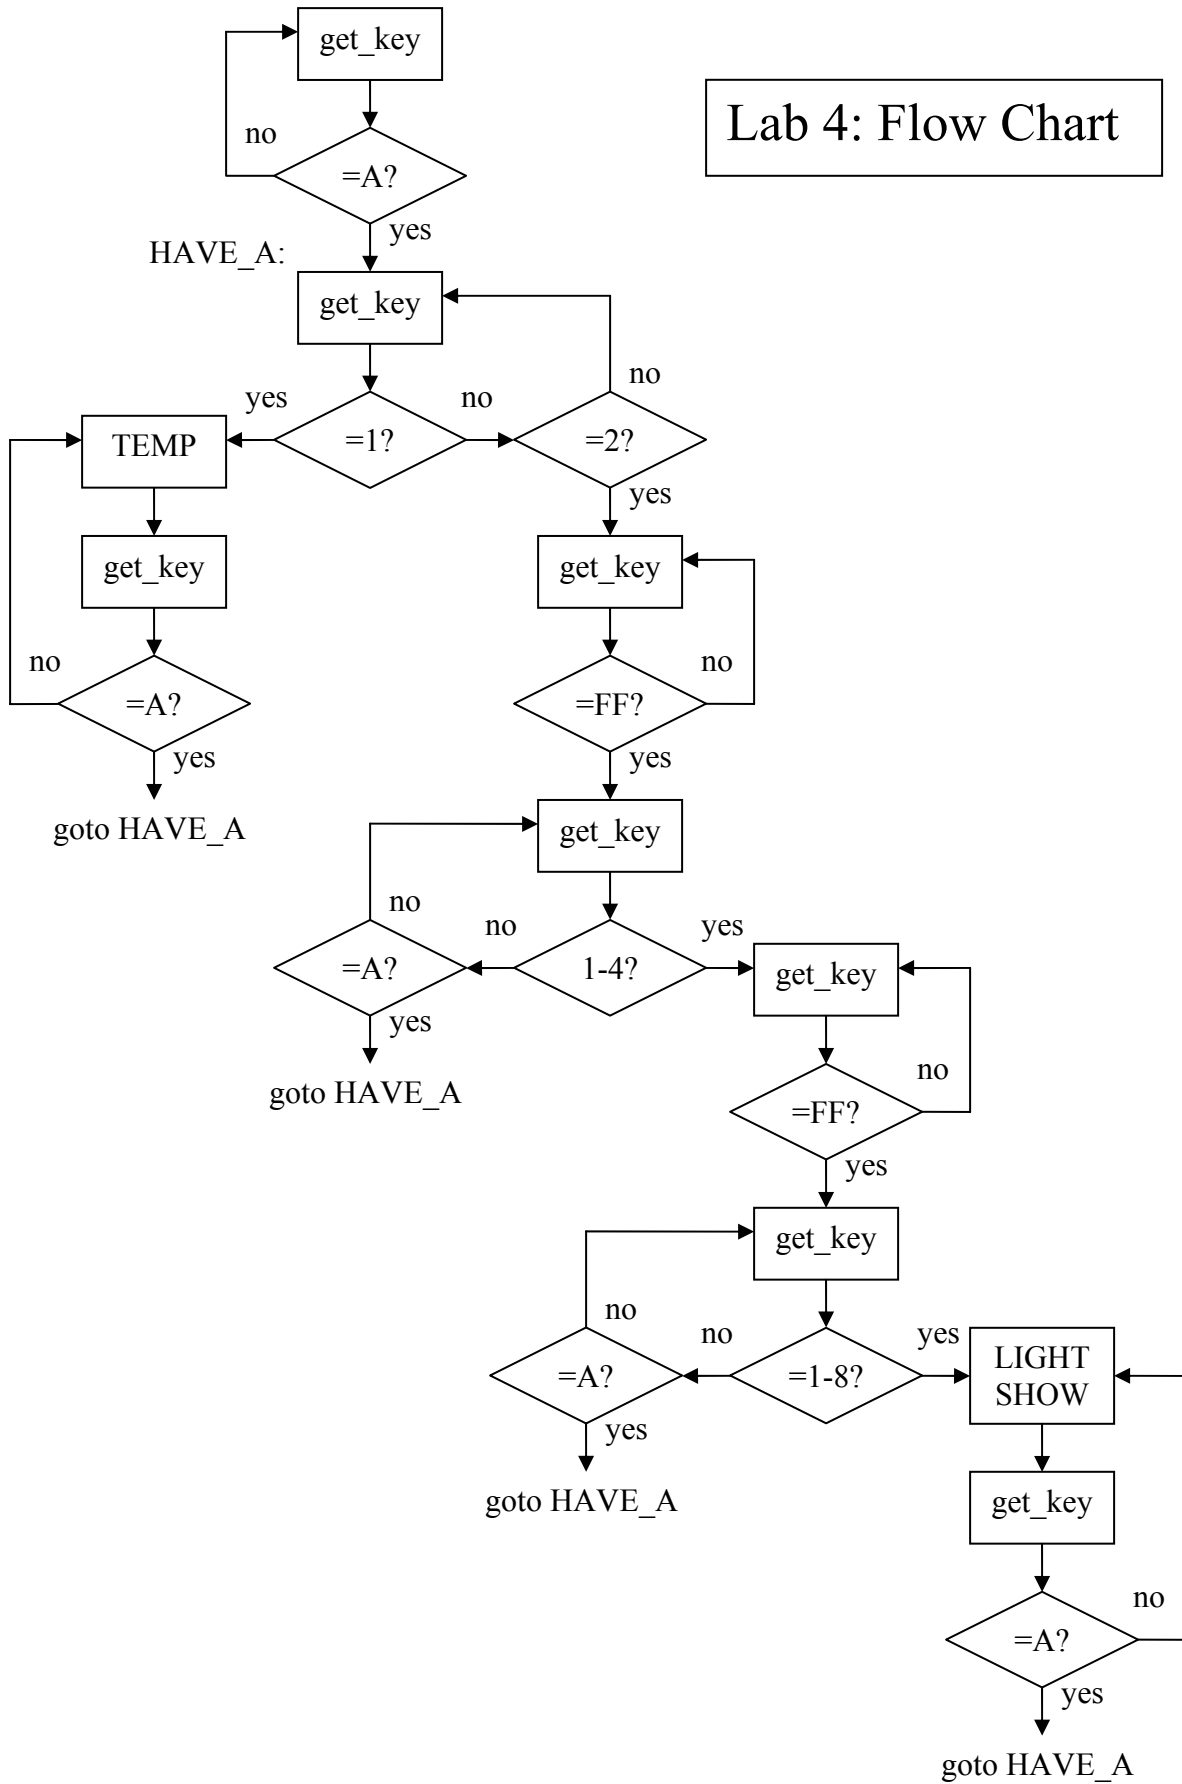 get_key
Lab 4: Flow Chart
no
=A?
yes
HAVE_A:
get_key
no
yes
no
TEMP
=1?
=2?
yes
get_key
get_key
no
no
=A?
=FF?
yes
yes
goto HAVE_A
get_key
no
no
yes
=A?
1-4?
get_key
yes
no
goto HAVE_A
=FF?
yes
get_key
no
no
yes
=A?
=1-8?
LIGHT
SHOW
yes
goto HAVE_A
get_key
no
=A?
yes
goto HAVE_A